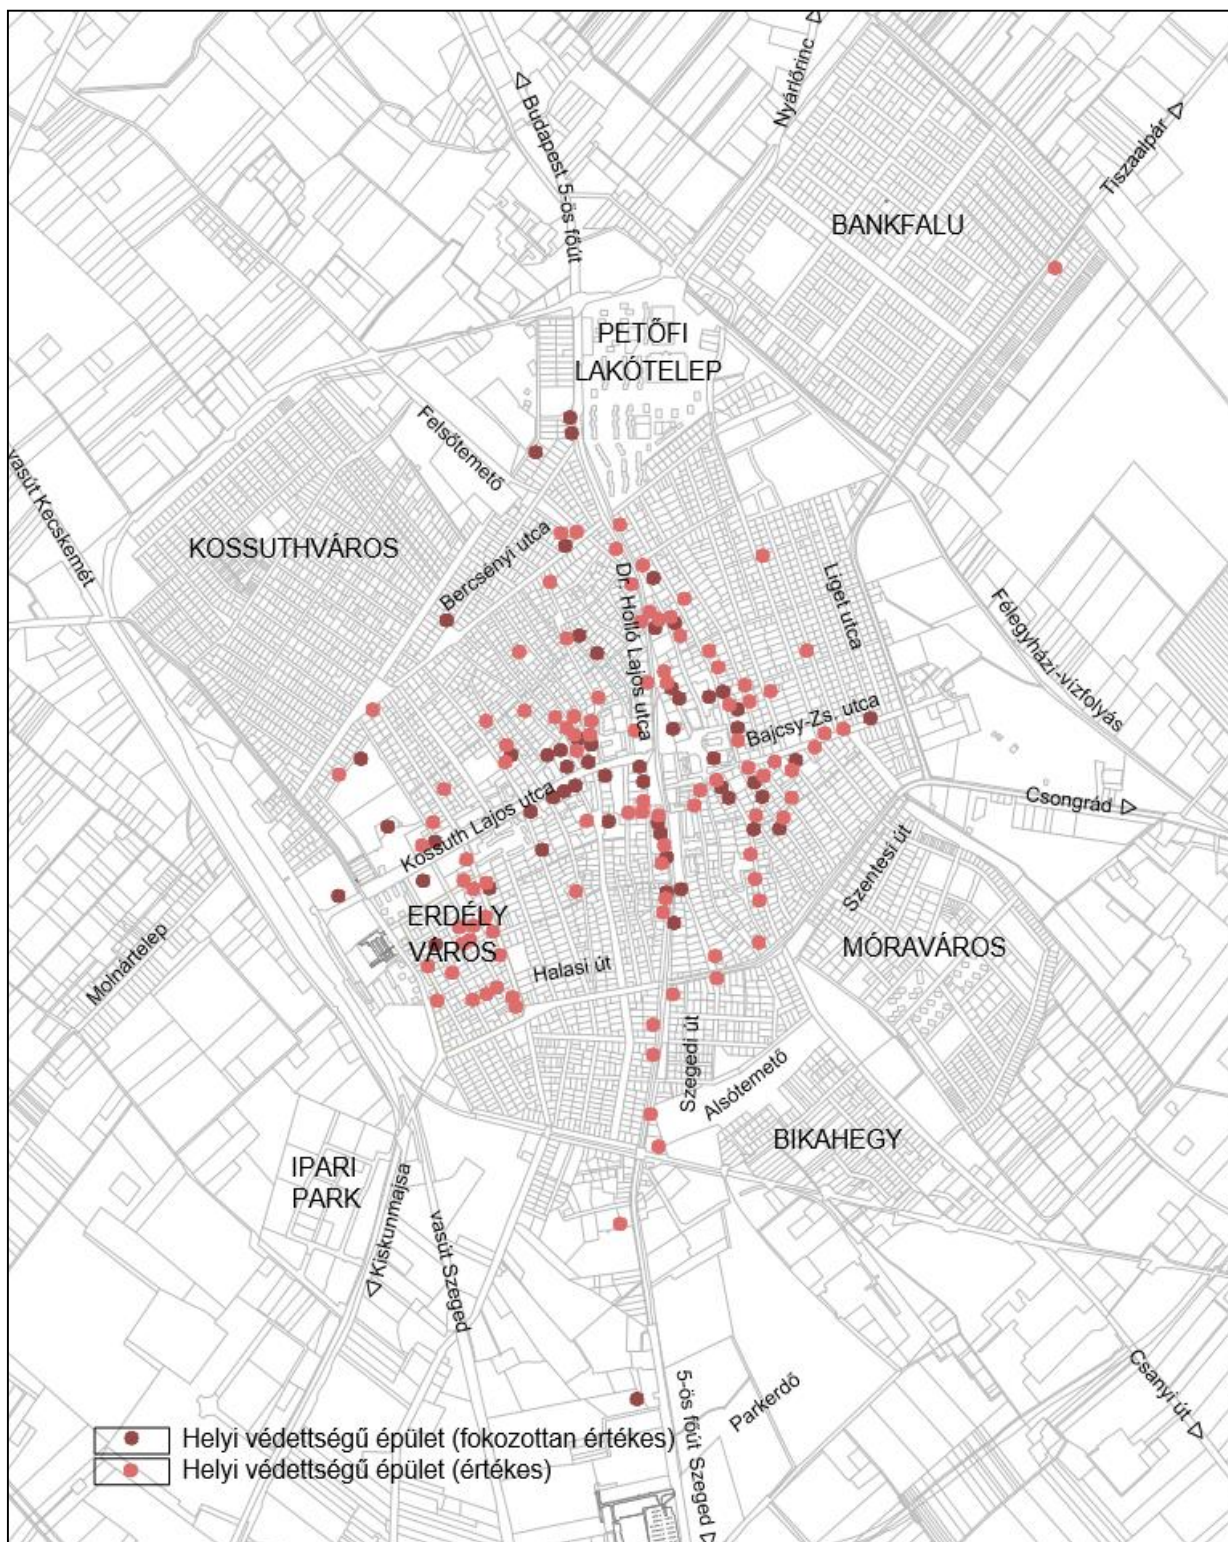 Nyárlőrinc
Budapest 5-ös főút
Tiszaalpár
BANKFALU
PETŐFI
LAKÓTELEP
Felsőtemető
vasút Kecskemét
KOSSUTHVÁROS
Bercsényi utca
Dr. Holló Lajos utca
Liget utca
Félegyházi-vízfolyás
Bajcsy-Zs. utca
Csongrád
Kossuth Lajos utca
Szentesi út
ERDÉLY
VÁROS
MÓRAVÁROS
Molnártelep
Halasi út
Szegedi út
Alsótemető
BIKAHEGY
IPARI
PARK
Kiskunmajsa
vasút Szeged
Csanyi út
5-ös főút Szeged
Parkerdő
Helyi védettségű épület (fokozottan értékes)
Helyi védettségű épület (értékes)